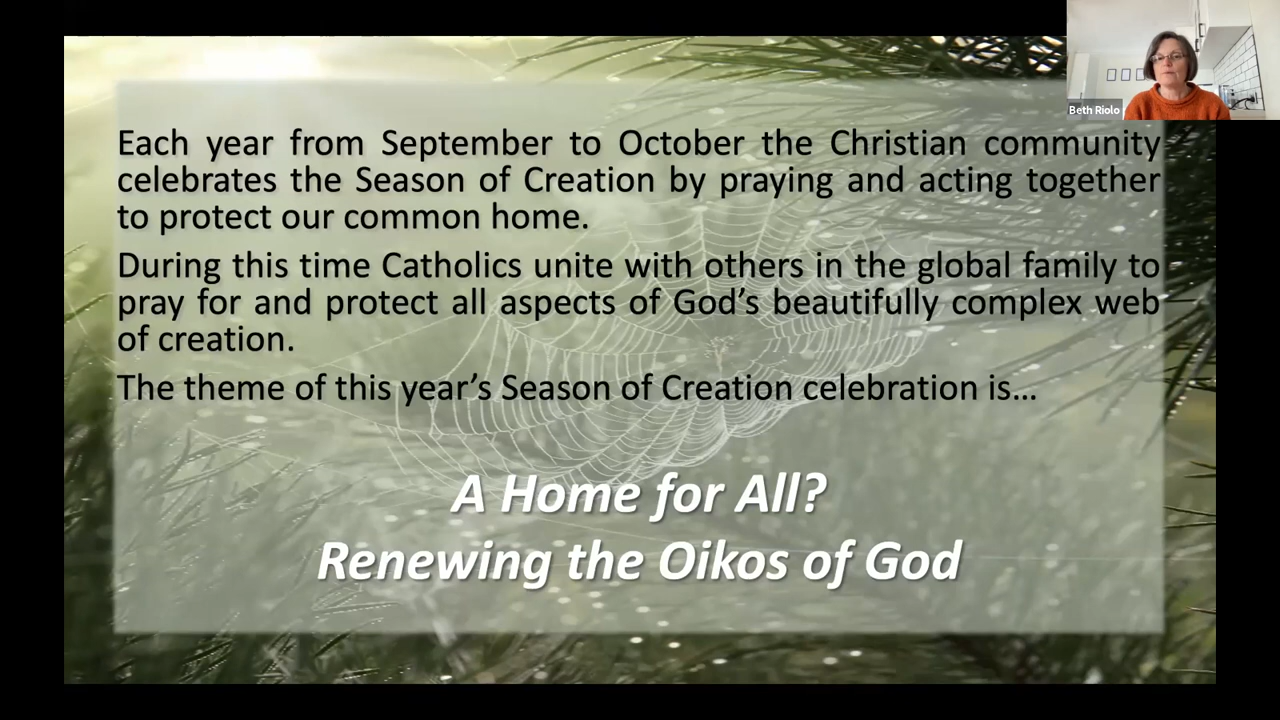 Beth Riolo
Each year from September to October the Christian community
celebrates the Season of Creation by praying and acting together
to protect our common home.
During this time Catholics unite with others in the global family to
pray for and protect all aspects of God’s beautifully complex web
of creation.
The theme of this year’s Season of Creation celebration is…
A Home for All?
Renewing the Oikos of God